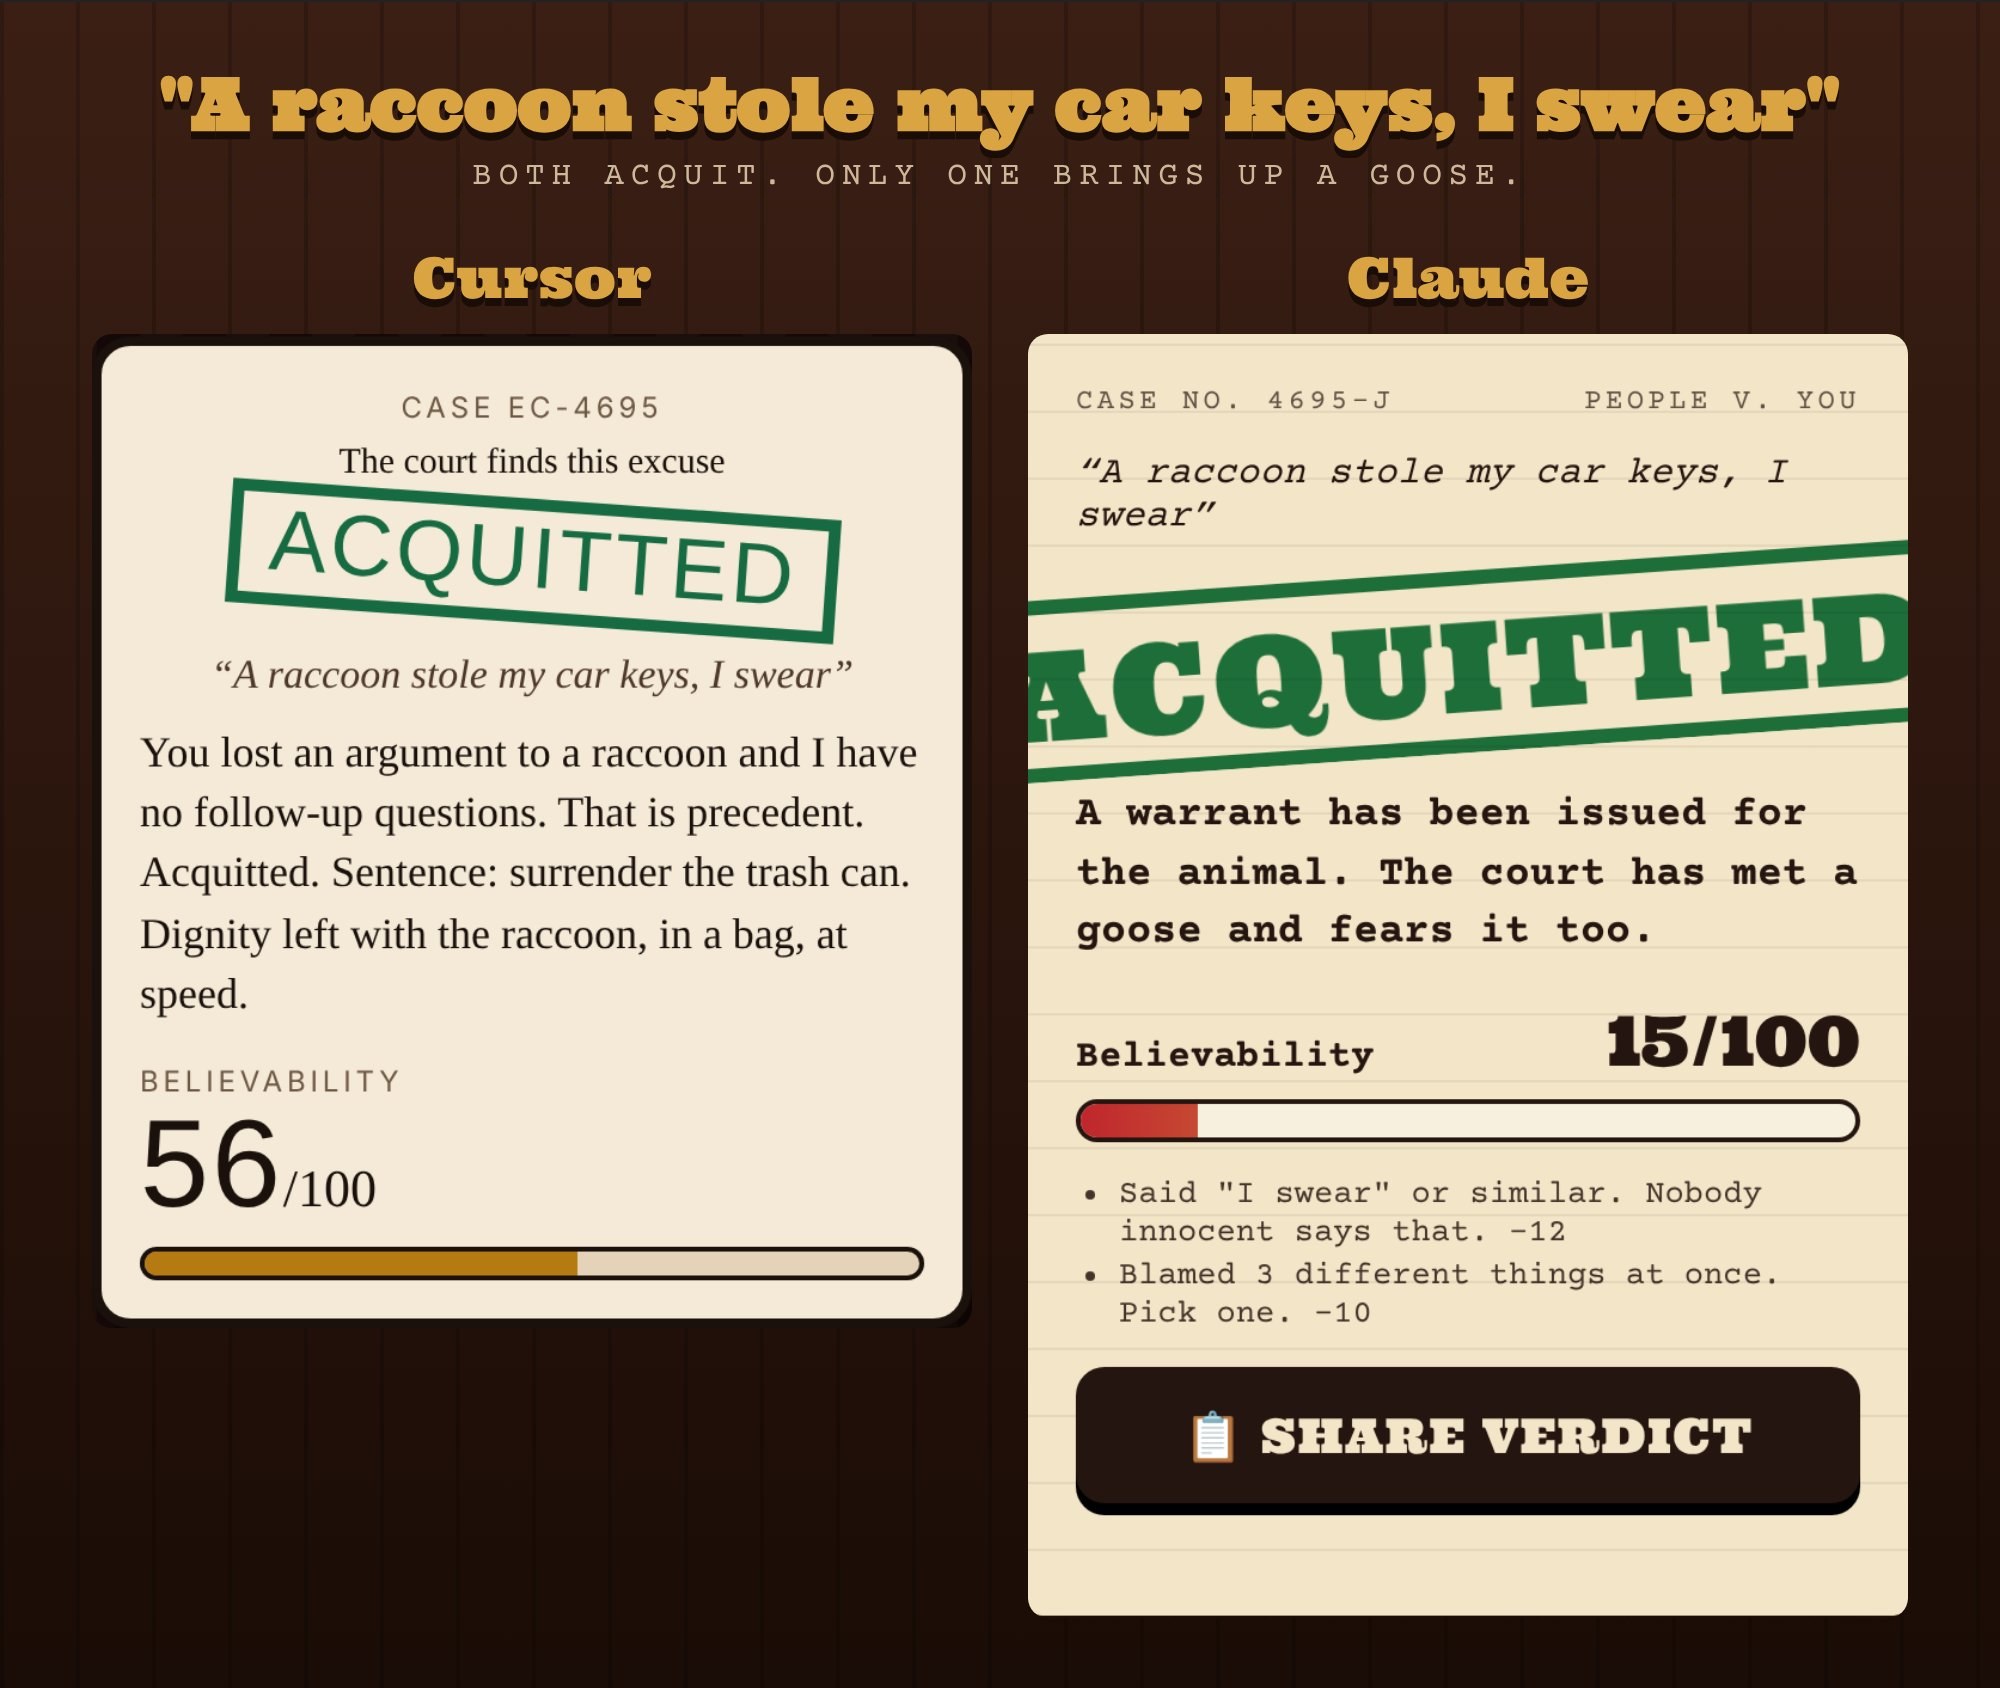 "A raccoon stole my car keys, I swear"
BOTH ACQUIT. ONLY ONE BRINGS UP A GOOSE.
Cursor
CASE EC-4695
The court finds this excuse
ACQUITTED
“A raccoon stole my car keys, I swear”
You lost an argument to a raccoon and I have
no follow-up questions. That is precedent.
Acquitted. Sentence: surrender the trash can.
Dignity left with the raccoon, in a bag, at
speed.
BELIEVABILITY
56/100
Claude
CASE NO. 4695-J PEOPLE V. YOU
“A raccoon stole my car keys, I
swear”
ACQUITTED
A warrant has been issued for
the animal. The court has met a
goose and fears it too.
Believability 15/100
• Said "I swear" or similar. Nobody
innocent says that. -12
• Blamed 3 different things at once.
Pick one. -10
📋 SHARE VERDICT